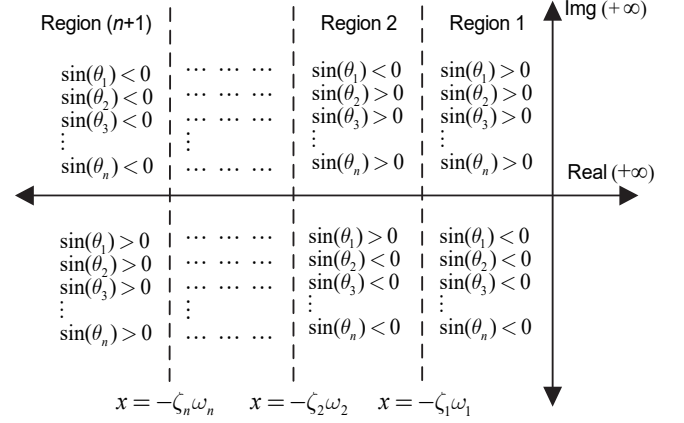 Region (n+1) Region 2 Region 1 Img (+∞)
sin(θ₁) < 0 ... ... ... sin(θ₁) < 0 sin(θ₁) > 0
sin(θ₂) < 0 ... ... ... sin(θ₂) > 0 sin(θ₂) > 0
sin(θ₃) < 0 ... ... ... sin(θ₃) > 0 sin(θ₃) > 0
⋮ ⋮ ⋮ ⋮
sin(θₙ) < 0 ... ... ... sin(θₙ) > 0 sin(θₙ) > 0
Real (+∞)
sin(θ₁) > 0 ... ... ... sin(θ₁) > 0 sin(θ₁) < 0
sin(θ₂) > 0 ... ... ... sin(θ₂) < 0 sin(θ₂) < 0
sin(θ₃) > 0 ... ... ... sin(θ₃) < 0 sin(θ₃) < 0
⋮ ⋮ ⋮ ⋮
sin(θₙ) > 0 ... ... ... sin(θₙ) < 0 sin(θₙ) < 0
x = −ζₙωₙ x = −ζ₂ω₂ x = −ζ₁ω₁